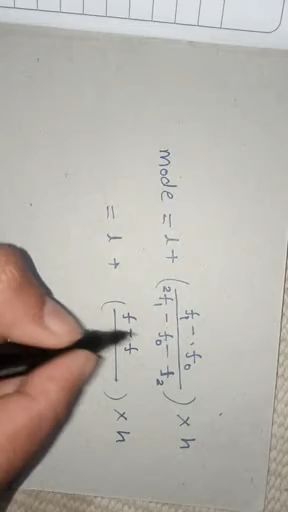 mode = l + (f₁ - f₀ / 2f₁ - f₀ - f₂) × h
= l + (f - f / ) × h